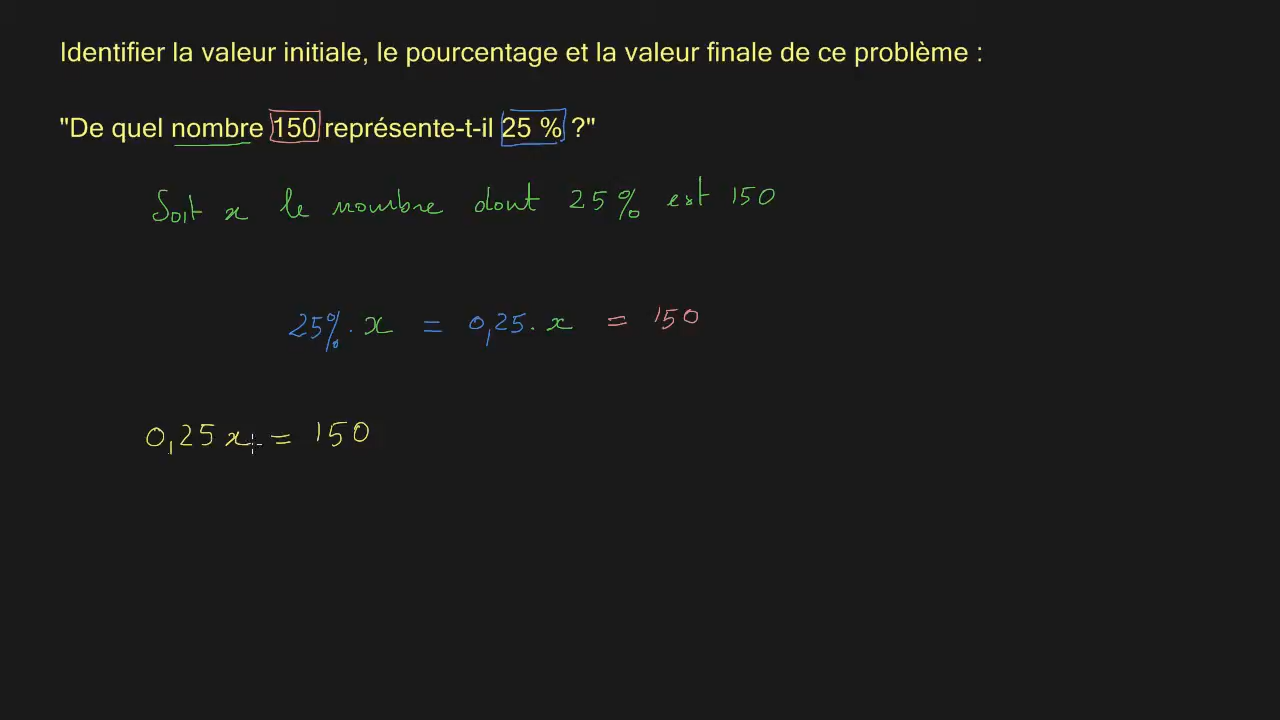 Identifier la valeur initiale, le pourcentage et la valeur finale de ce problème :
"De quel nombre 150 représente-t-il 25 % ?"
Soit x le nombre dont 25% est 150
25% . x = 0,25 . x = 150
0,25 x = 150